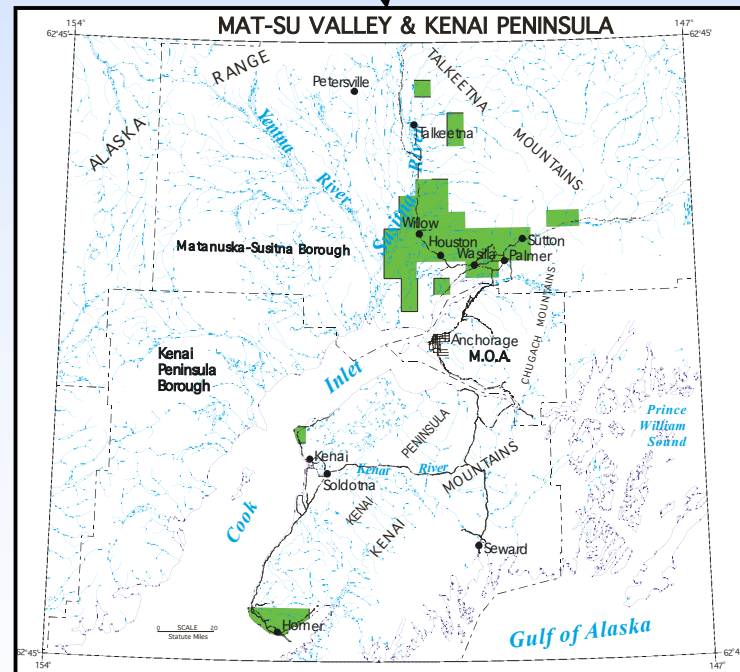 MAT-SU VALLEY & KENAI PENINSULA
154°
147°
62°45'
62°45'
RANGE
TALKEETNA
Petersville
ALASKA
Yentna
Talkeetna
MOUNTAINS
River
River
Susitna
Willow
Houston
Sutton
Matanuska-Susitna Borough
Wasilla
Palmer
CHUGACH MOUNTAINS
Anchorage
M.O.A.
Kenai
Peninsula
Borough
Inlet
Prince
William
Sound
PENINSULA
Kenai
MOUNTAINS
Kenai River
Soldotna
Cook
KENAI
KENAI
Seward
Homer
0 SCALE 20
Statute Miles
Gulf of Alaska
62°45'
154°
147°